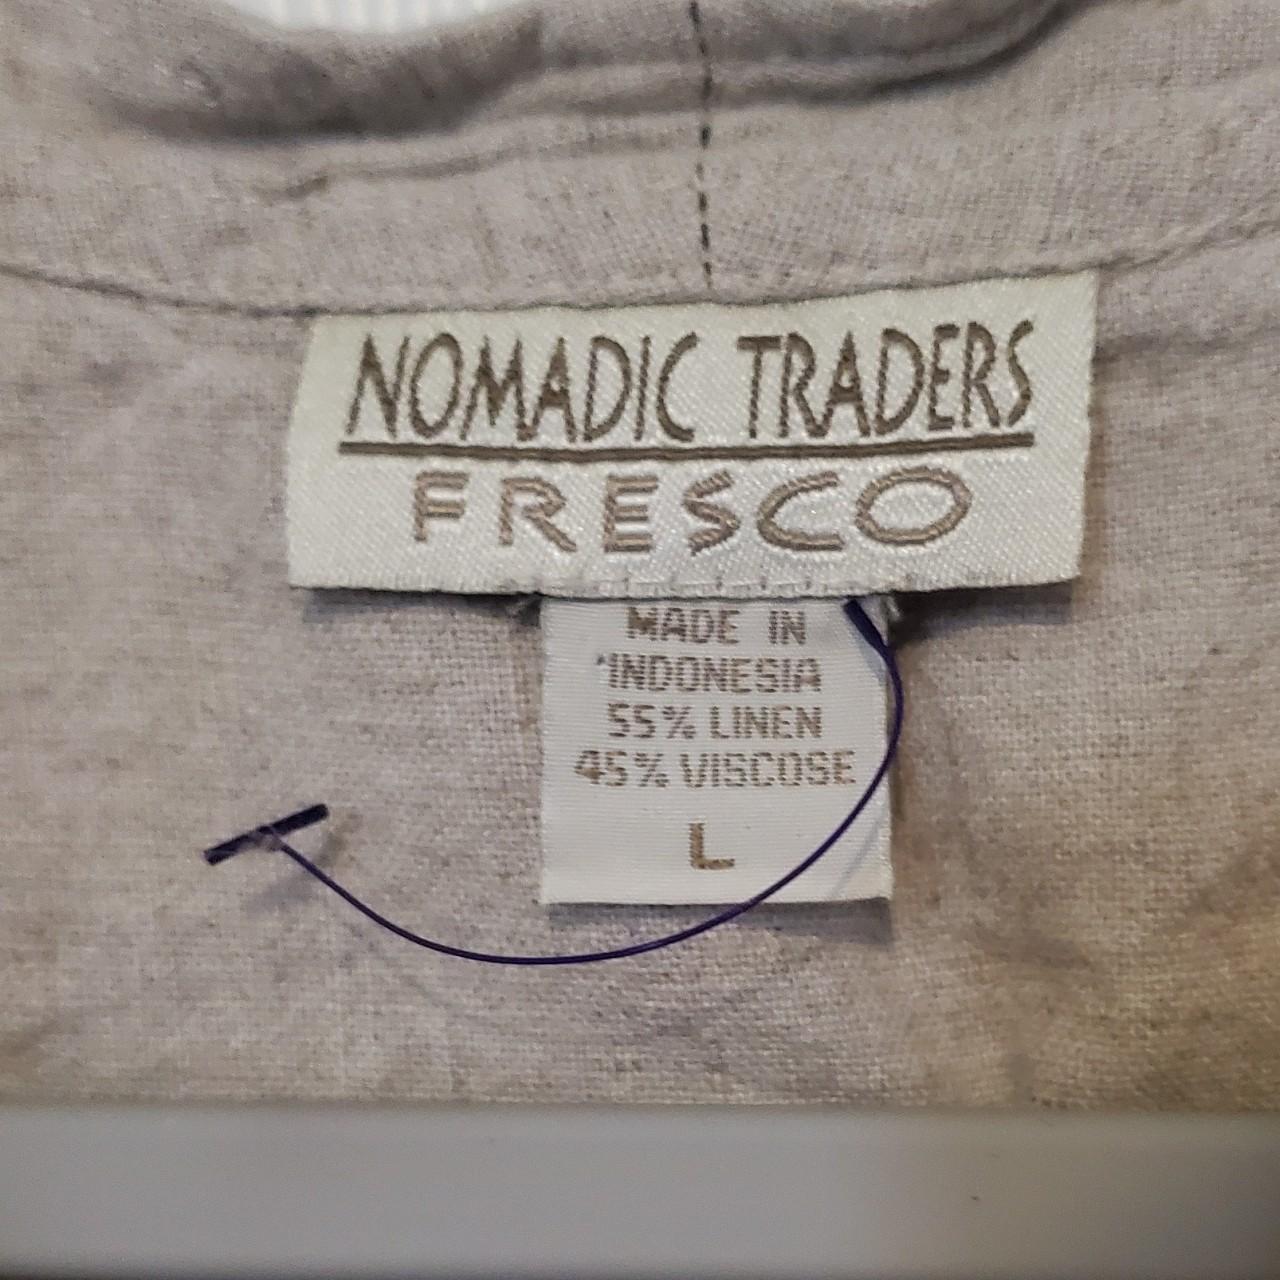 NOMADIC TRADERS
FRESCO
MADE IN
INDONESIA
55% LINEN
45% VISCOSE
L